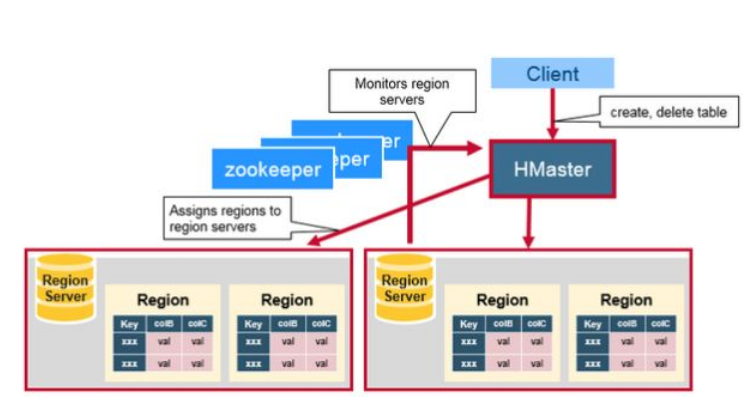 Client
Monitors region
servers
create, delete table
er
per
zookeeper
HMaster
Assigns regions to
region servers
Region
Server
Region
Key colB colC
xxx val val
xxx val val
Region
Key colB colC
xxx val val
xxx val val
Region
Server
Region
Key colB colC
xxx val val
xxx val val
Region
Key colB colC
xxx val val
xxx val val